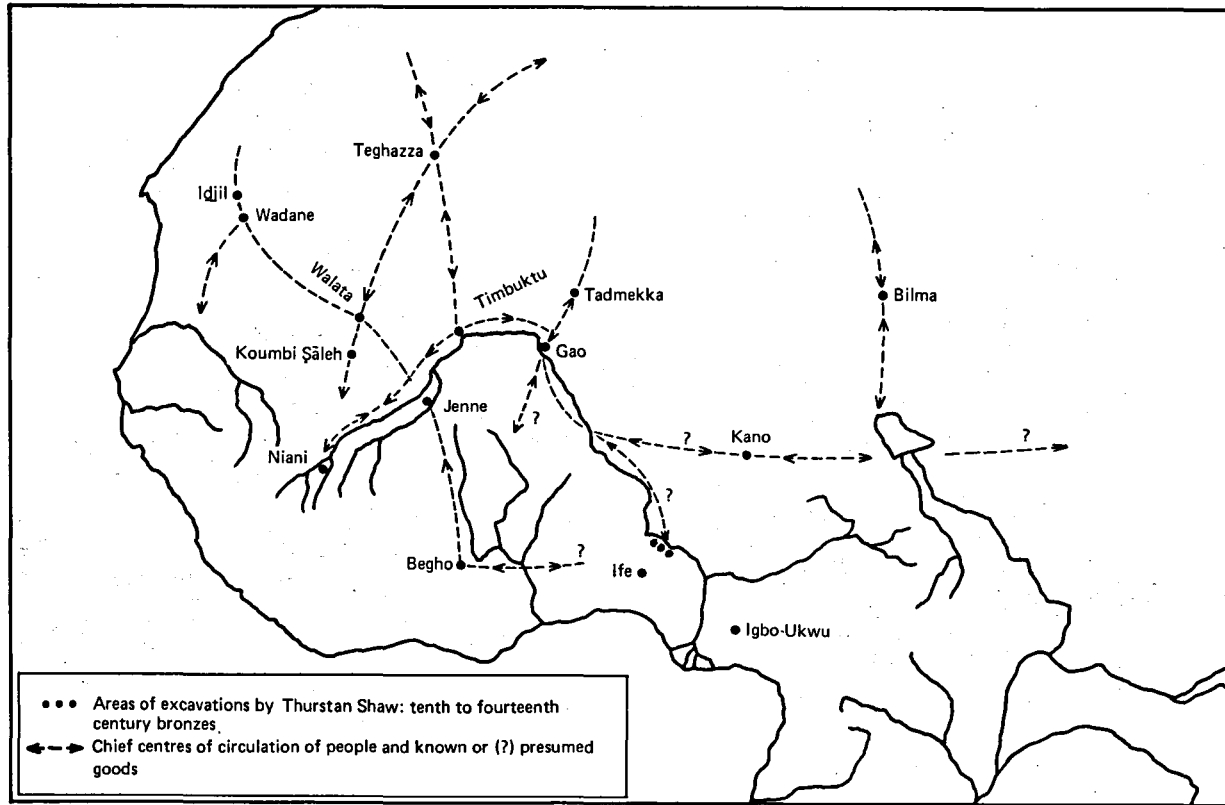 Teghazza
Idjil
Wadane
Walata
Timbuktu
Tadmekka
Bilma
Koumbi Ṣāleh
Gao
Jenne
?
?
Kano
?
Niani
?
Begho
?
Ife
Igbo-Ukwu
Areas of excavations by Thurstan Shaw: tenth to fourteenth
century bronzes
Chief centres of circulation of people and known or (?) presumed
goods